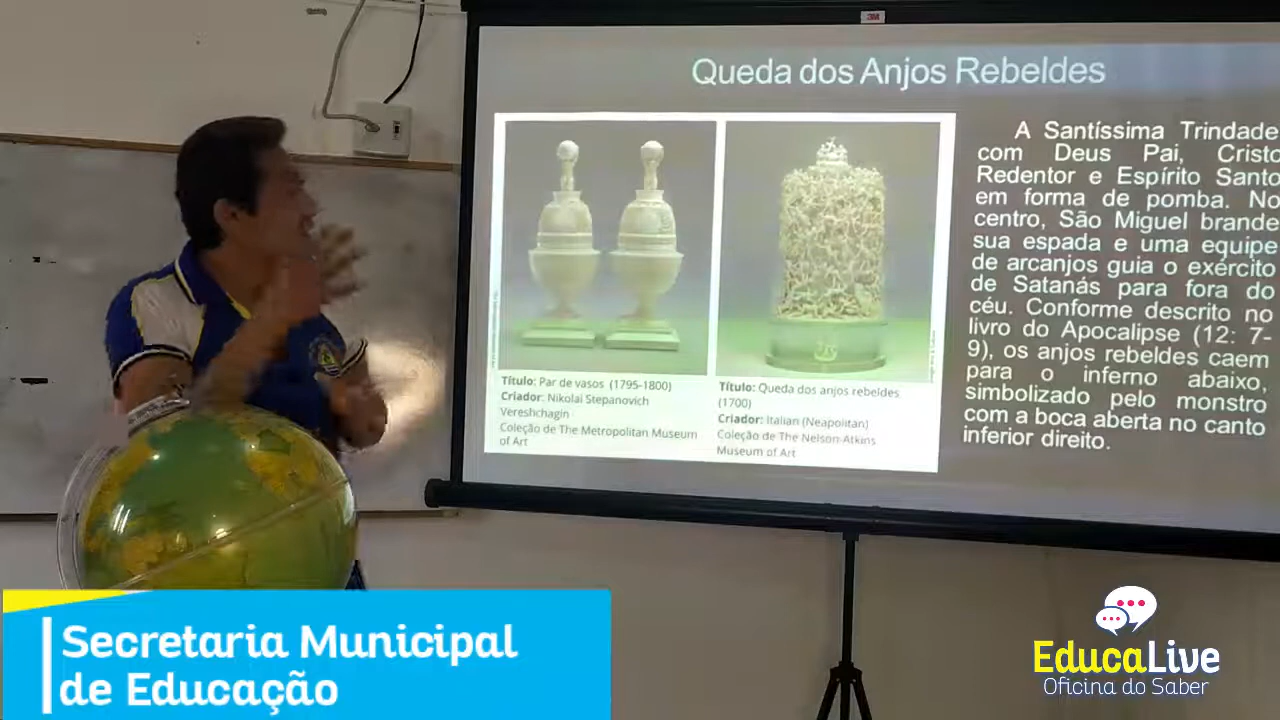 3M
Queda dos Anjos Rebeldes
A Santíssima Trindade
com Deus Pai, Cristo
Redentor e Espírito Santo
em forma de pomba. No
centro, São Miguel brande
sua espada e uma equipe
de arcanjos guia o exército
de Satanás para fora do
céu. Conforme descrito no
livro do Apocalipse (12: 7-
9), os anjos rebeldes caem
para o inferno abaixo,
simbolizado pelo monstro
com a boca aberta no canto
inferior direito.
Título: Par de vasos (1795-1800)
Criador: Nikolai Stepanovich
Vereshchagin
Coleção de The Metropolitan Museum
of Art
Título: Queda dos anjos rebeldes
(1700)
Criador: Italian (Neapolitan)
Coleção de The Nelson-Atkins
Museum of Art
Secretaria Municipal
de Educação
EducaLive
Oficina do Saber